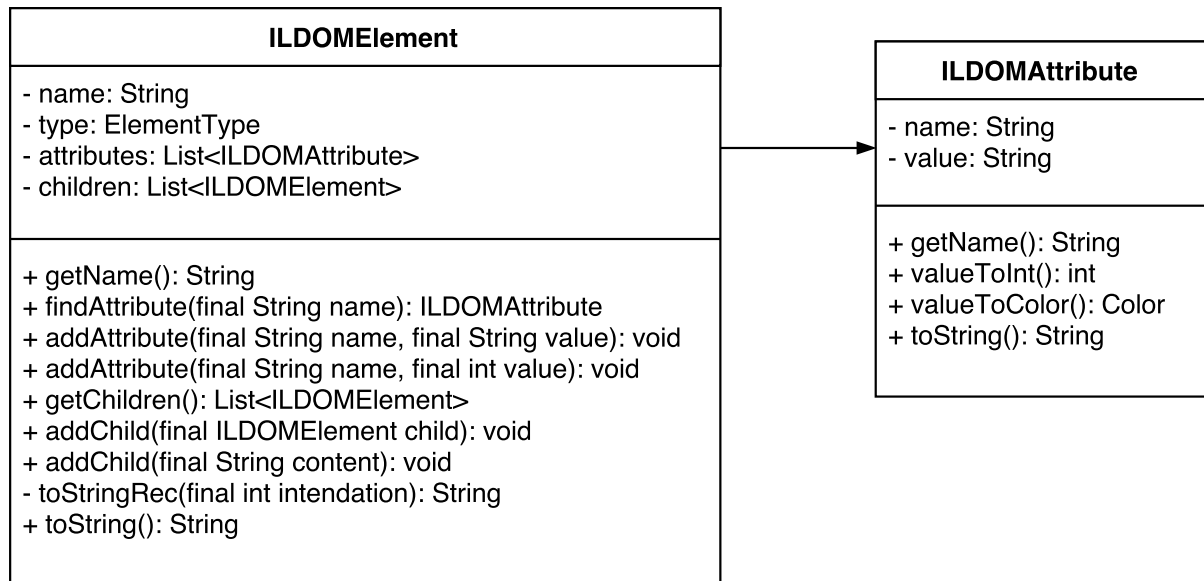 ILDOMElement
- name: String
- type: ElementType
- attributes: List<ILDOMAttribute>
- children: List<ILDOMElement>
+ getName(): String
+ findAttribute(final String name): ILDOMAttribute
+ addAttribute(final String name, final String value): void
+ addAttribute(final String name, final int value): void
+ getChildren(): List<ILDOMElement>
+ addChild(final ILDOMElement child): void
+ addChild(final String content): void
- toStringRec(final int intendation): String
+ toString(): String
ILDOMAttribute
- name: String
- value: String
+ getName(): String
+ valueToInt(): int
+ valueToColor(): Color
+ toString(): String